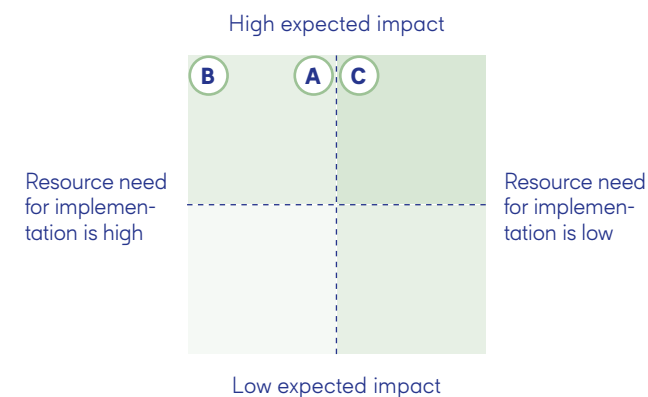 High expected impact
B
A
C
Resource need
for implemen-
tation is high
Resource need
for implemen-
tation is low
Low expected impact